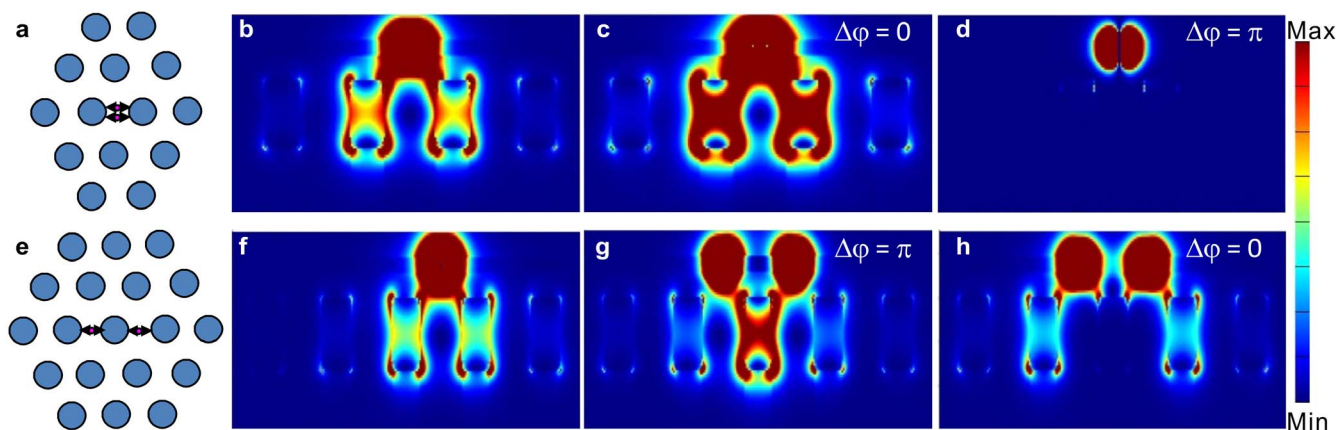 a
b
c
Δφ = 0
d
Δφ = π
Max
e
f
g
Δφ = π
h
Δφ = 0
Min